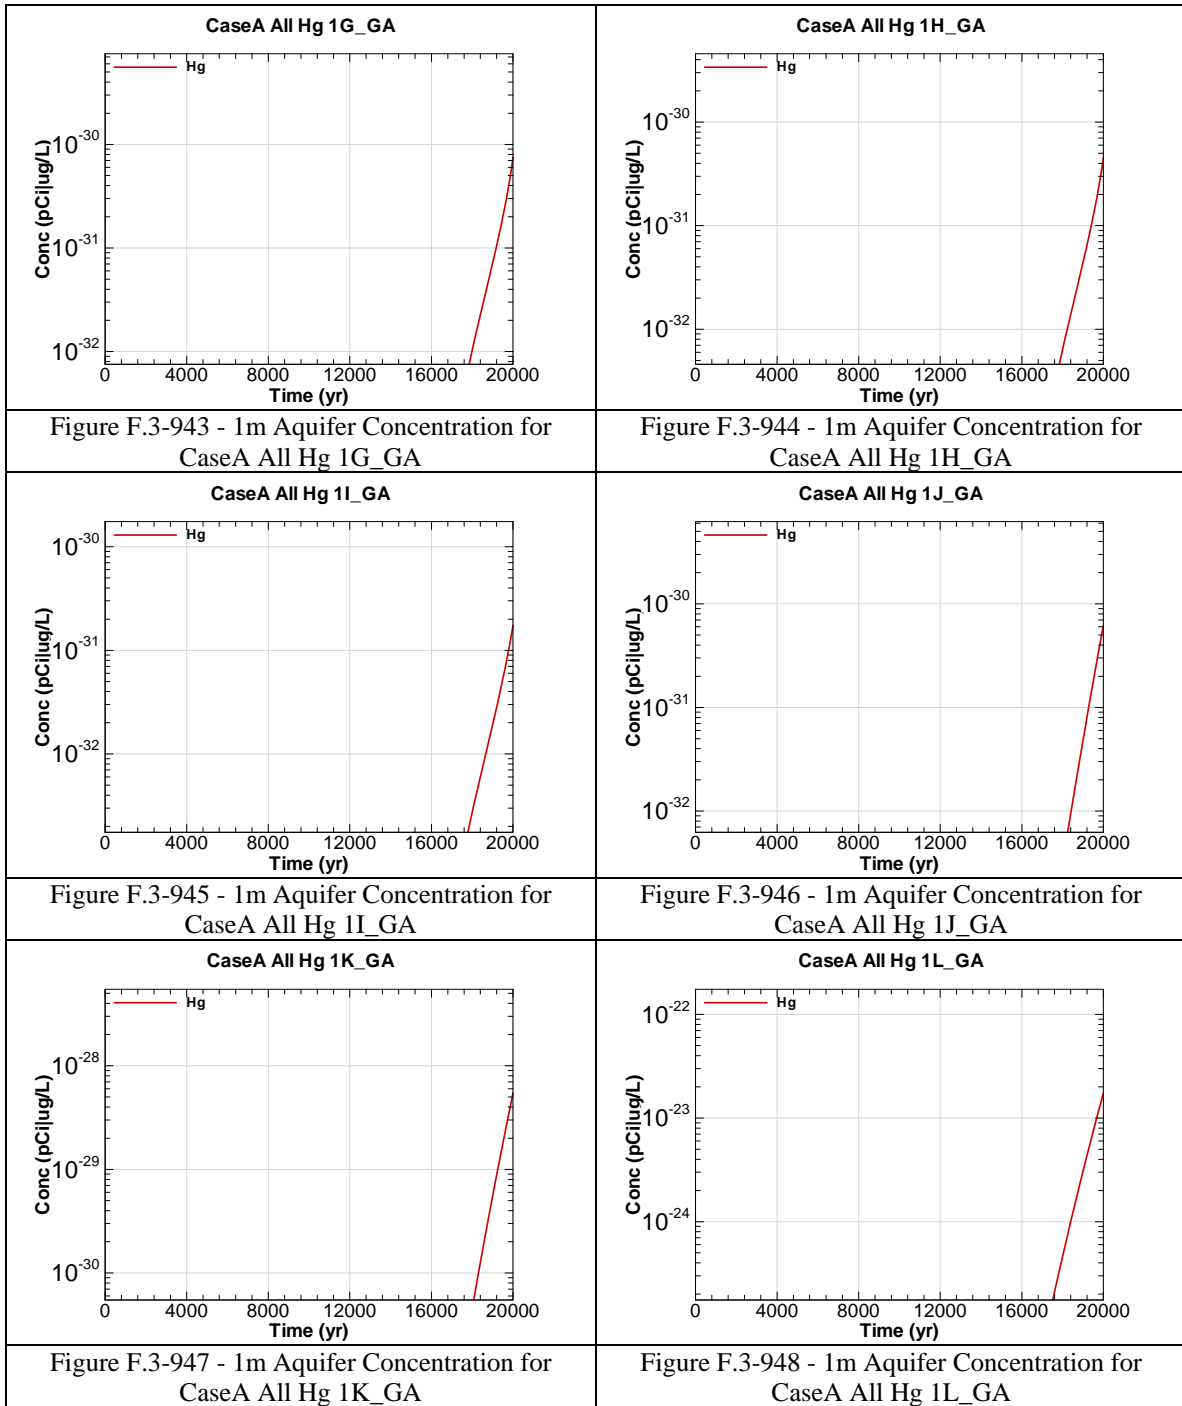 CaseA All Hg 1G_GA
Hg
10-30
10-31
10-32
Conc (pCi|ug/L)
0 4000 8000 12000 16000 20000
Time (yr)
Figure F.3-943 - 1m Aquifer Concentration for
CaseA All Hg 1G_GA
CaseA All Hg 1H_GA
Hg
10-30
10-31
10-32
Conc (pCi|ug/L)
0 4000 8000 12000 16000 20000
Time (yr)
Figure F.3-944 - 1m Aquifer Concentration for
CaseA All Hg 1H_GA
CaseA All Hg 1I_GA
Hg
10-30
10-31
10-32
Conc (pCi|ug/L)
0 4000 8000 12000 16000 20000
Time (yr)
Figure F.3-945 - 1m Aquifer Concentration for
CaseA All Hg 1I_GA
CaseA All Hg 1J_GA
Hg
10-30
10-31
10-32
Conc (pCi|ug/L)
0 4000 8000 12000 16000 20000
Time (yr)
Figure F.3-946 - 1m Aquifer Concentration for
CaseA All Hg 1J_GA
CaseA All Hg 1K_GA
Hg
10-28
10-29
10-30
Conc (pCi|ug/L)
0 4000 8000 12000 16000 20000
Time (yr)
Figure F.3-947 - 1m Aquifer Concentration for
CaseA All Hg 1K_GA
CaseA All Hg 1L_GA
Hg
10-22
10-23
10-24
Conc (pCi|ug/L)
0 4000 8000 12000 16000 20000
Time (yr)
Figure F.3-948 - 1m Aquifer Concentration for
CaseA All Hg 1L_GA